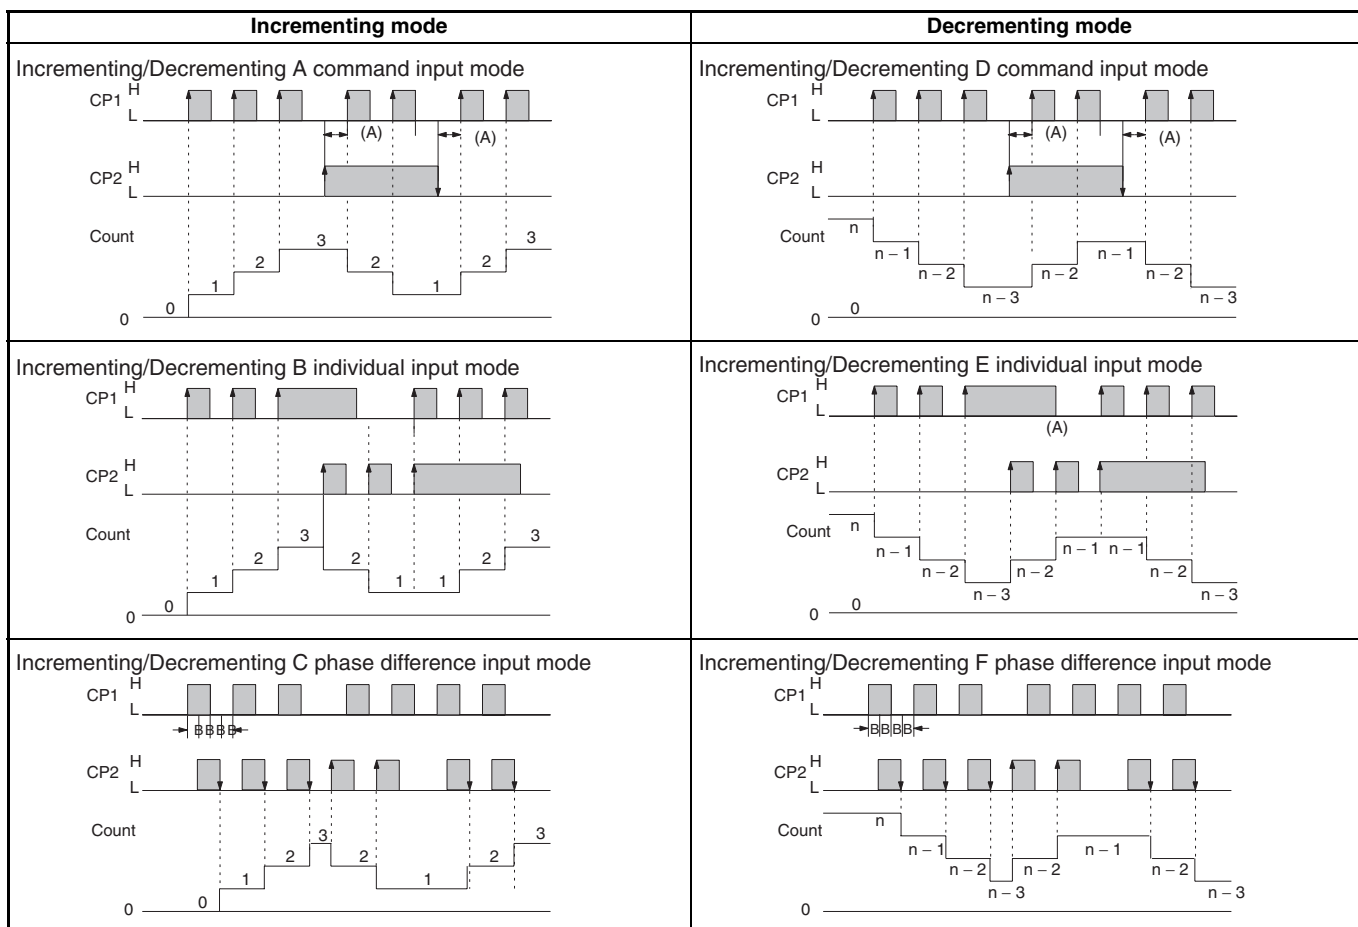 Incrementing mode
Decrementing mode
Incrementing/Decrementing A command input mode
CP1 H
L
(A)
(A)
CP2 H
L
Count
0
1
2
3
2
1
2
3
0
Incrementing/Decrementing D command input mode
CP1 H
L
(A)
(A)
CP2 H
L
Count
n
n – 1
n – 2
n – 3
n – 2
n – 1
n – 2
n – 3
0
0
Incrementing/Decrementing B individual input mode
CP1 H
L
CP2 H
L
Count
0
1
2
3
2
1
1
2
3
0
Incrementing/Decrementing E individual input mode
CP1 H
L
(A)
CP2 H
L
Count
n
n – 1
n – 2
n – 3
n – 2
n – 1
n – 1
n – 2
n – 3
0
0
Incrementing/Decrementing C phase difference input mode
CP1 H
L
B B B B
CP2 H
L
Count
0
1
2
3
2
1
2
3
0
Incrementing/Decrementing F phase difference input mode
CP1 H
L
B B B B
CP2 H
L
Count
n
n – 1
n – 2
n – 3
n – 2
n – 1
n – 2
n – 3
0